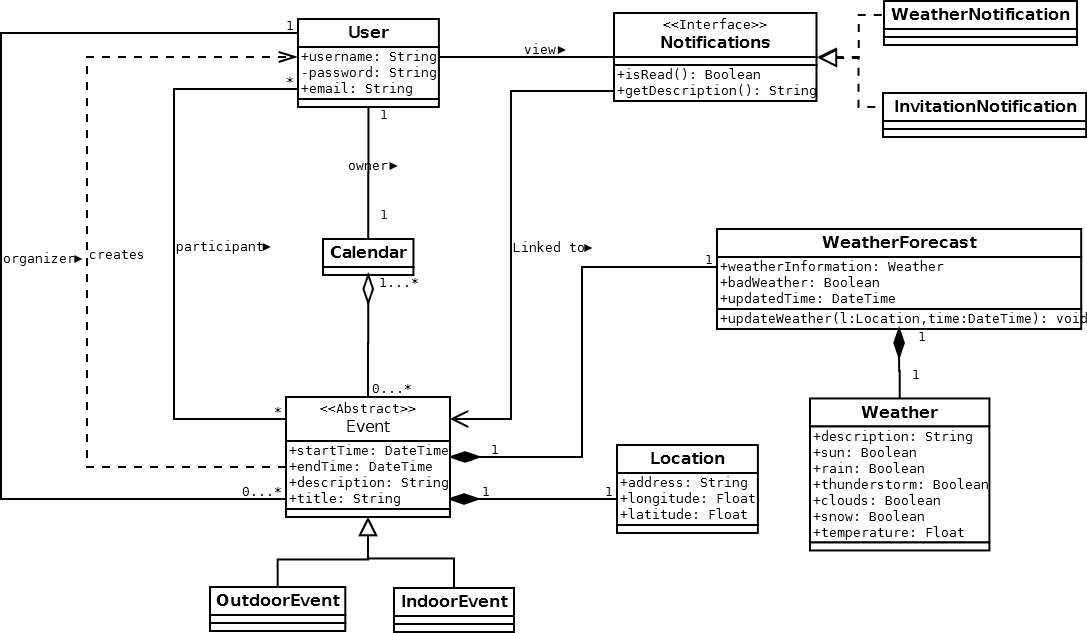 1
User
+username: String
-password: String
+email: String
*
1
view▶
<<Interface>>
Notifications
+isRead(): Boolean
+getDescription(): String
WeatherNotification
InvitationNotification
owner▶
1
Calendar
1...*
organizer▶
creates
participant▶
Linked to▶
1
WeatherForecast
+weatherInformation: Weather
+badWeather: Boolean
+updatedTime: DateTime
+updateWeather(l:Location,time:DateTime): void
1
1
Weather
+description: String
+sun: Boolean
+rain: Boolean
+thunderstorm: Boolean
+clouds: Boolean
+snow: Boolean
+temperature: Float
0...*
*
0...*
<<Abstract>>
Event
+startTime: DateTime
+endTime: DateTime
+description: String
+title: String
1
1
1
Location
+address: String
+longitude: Float
+latitude: Float
OutdoorEvent
IndoorEvent